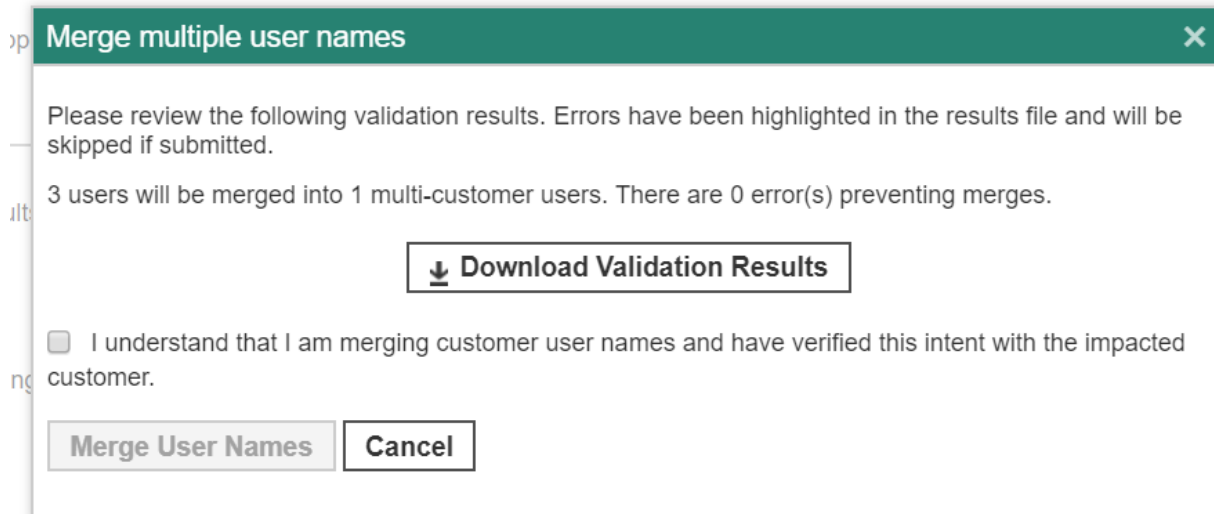 Merge multiple user names
Please review the following validation results. Errors have been highlighted in the results file and will be
skipped if submitted.
3 users will be merged into 1 multi-customer users. There are 0 error(s) preventing merges.
Download Validation Results
I understand that I am merging customer user names and have verified this intent with the impacted
customer.
Merge User Names
Cancel